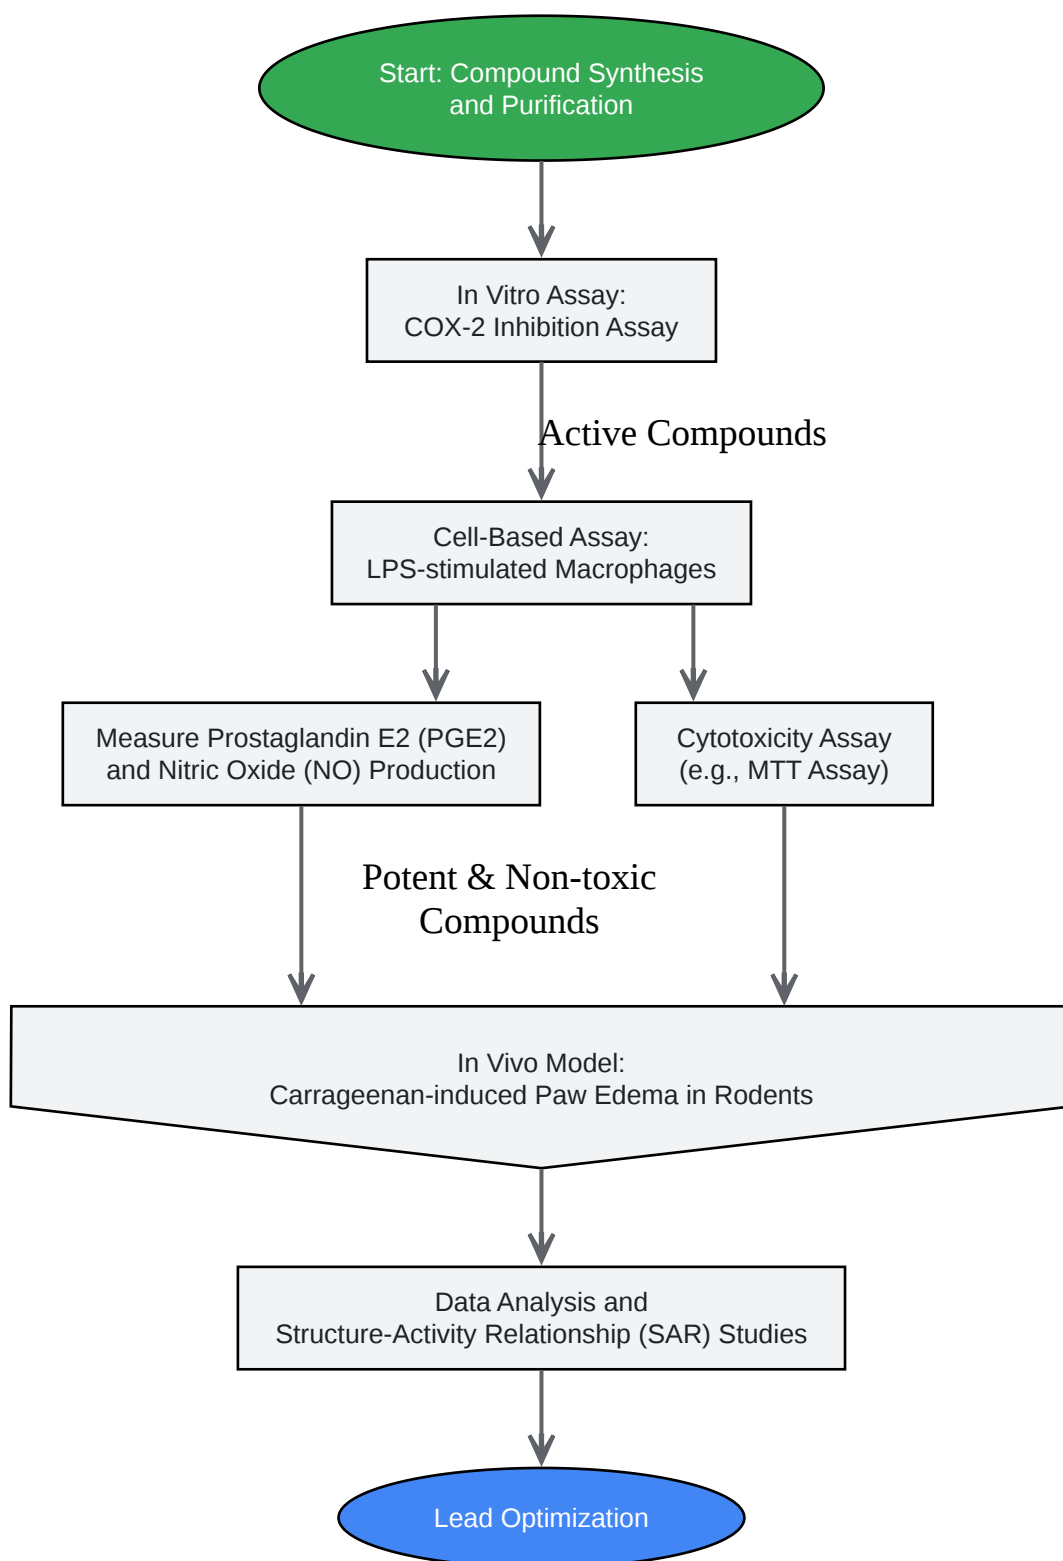 Start: Compound Synthesis
and Purification
In Vitro Assay:
COX-2 Inhibition Assay
Active Compounds
Cell-Based Assay:
LPS-stimulated Macrophages
Measure Prostaglandin E2 (PGE2)
and Nitric Oxide (NO) Production
Cytotoxicity Assay
(e.g., MTT Assay)
Potent & Non-toxic
Compounds
In Vivo Model:
Carrageenan-induced Paw Edema in Rodents
Data Analysis and
Structure-Activity Relationship (SAR) Studies
Lead Optimization